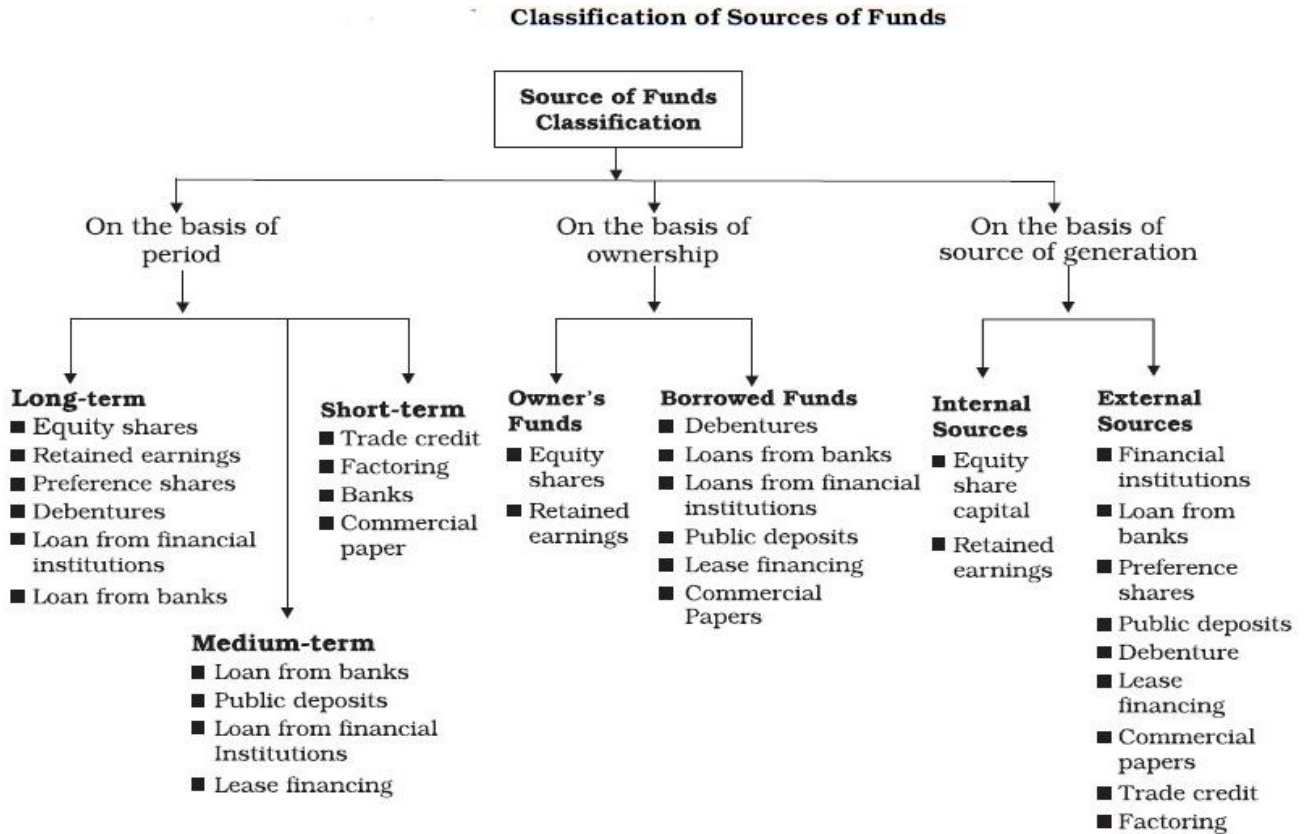 Classification of Sources of Funds
Source of Funds
Classification
On the basis of
period
On the basis of
ownership
On the basis of
source of generation
Long-term
■ Equity shares
■ Retained earnings
■ Preference shares
■ Debentures
■ Loan from financial
institutions
■ Loan from banks
Medium-term
■ Loan from banks
■ Public deposits
■ Loan from financial
Institutions
■ Lease financing
Short-term
■ Trade credit
■ Factoring
■ Banks
■ Commercial
paper
Owner's
Funds
■ Equity
shares
■ Retained
earnings
Borrowed Funds
■ Debentures
■ Loans from banks
■ Loans from financial
institutions
■ Public deposits
■ Lease financing
■ Commercial
Papers
Internal
Sources
■ Equity
share
capital
■ Retained
earnings
External
Sources
■ Financial
institutions
■ Loan from
banks
■ Preference
shares
■ Public deposits
■ Debenture
■ Lease
financing
■ Commercial
papers
■ Trade credit
■ Factoring